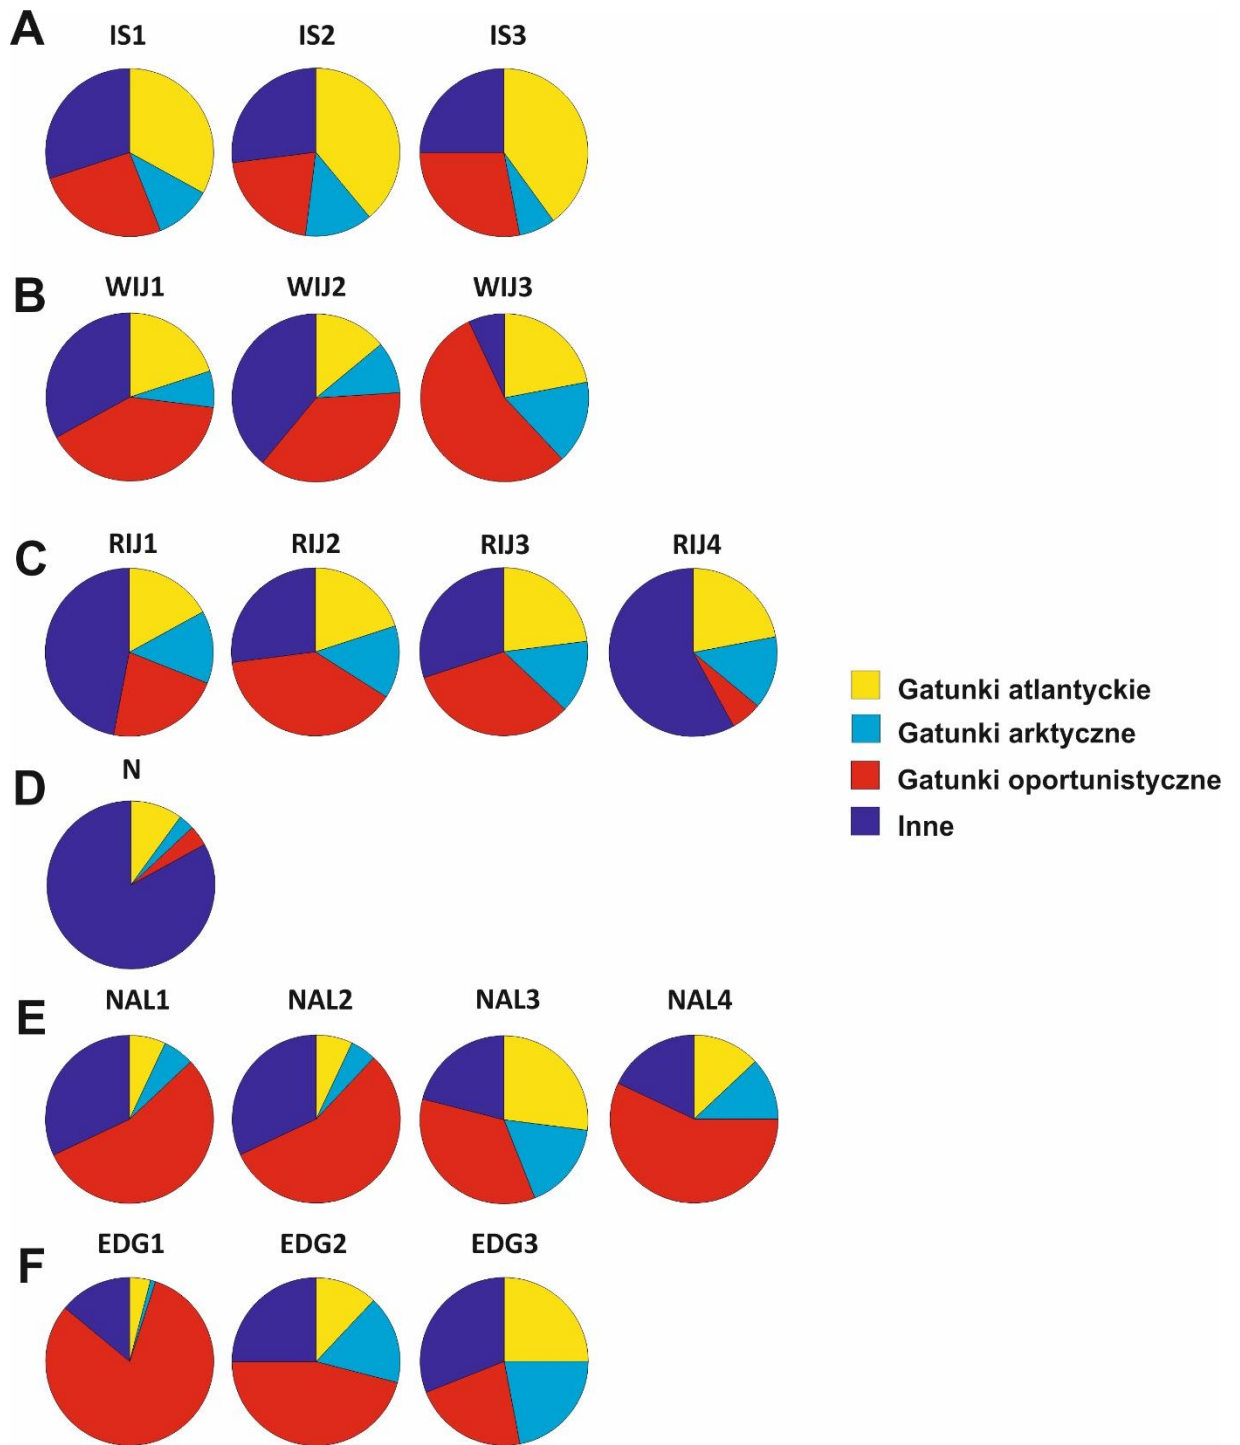 A
IS1 IS2 IS3
B
WIJ1 WIJ2 WIJ3
C
RIJ1 RIJ2 RIJ3 RIJ4
Gatunki atlantyckie
Gatunki arktyczne
Gatunki oportunistyczne
Inne
D
N
E
NAL1 NAL2 NAL3 NAL4
F
EDG1 EDG2 EDG3